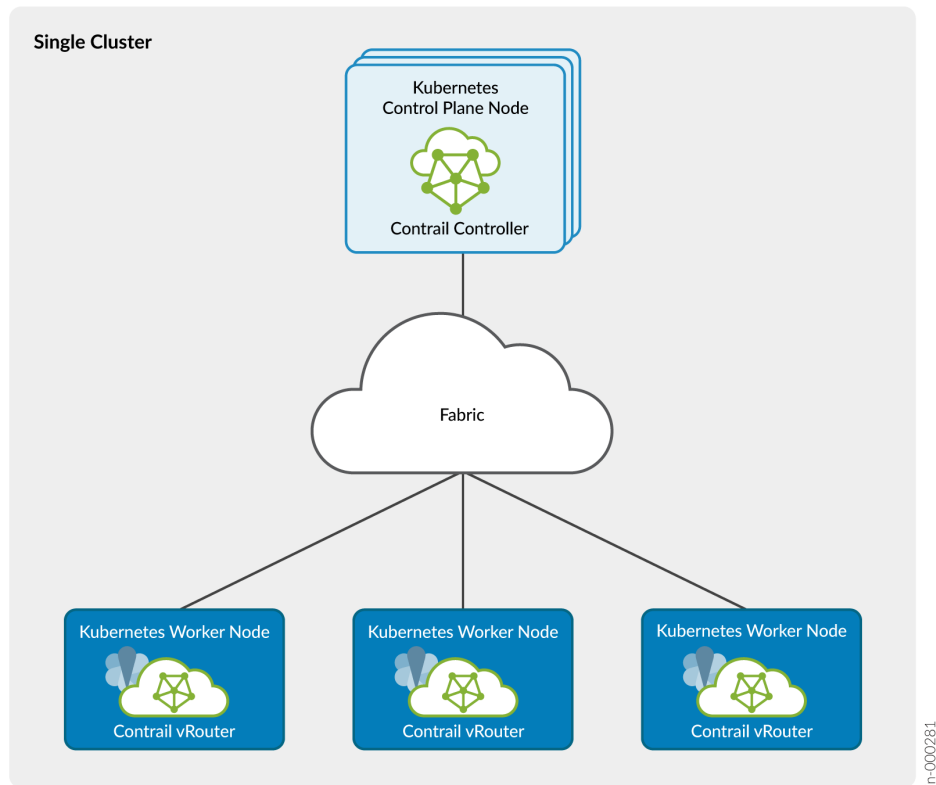 Single Cluster
Kubernetes
Control Plane Node
Contrail Controller
Fabric
Kubernetes Worker Node
Contrail vRouter
Kubernetes Worker Node
Contrail vRouter
Kubernetes Worker Node
Contrail vRouter
n-000281